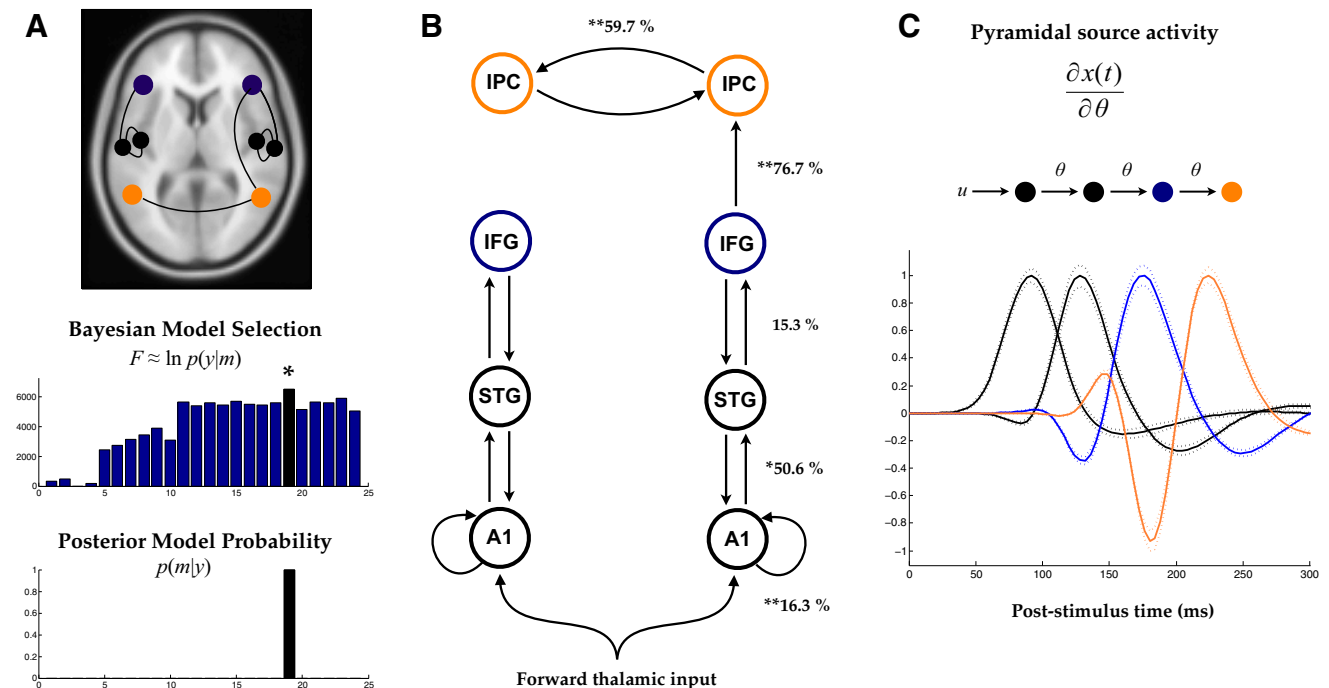 A
Bayesian Model Selection
F ≈ ln p(y|m)
*
6000
4000
2000
0
0 5 10 15 20 25
Posterior Model Probability
p(m|y)
1
0.8
0.6
0.4
0.2
0
0 5 10 15 20 25
B
**59.7 %
IPC IPC
**76.7 %
IFG IFG
15.3 %
STG STG
*50.6 %
A1 A1
**16.3 %
Forward thalamic input
C
Pyramidal source activity
∂x(t)
∂θ
θ θ θ
u
1
0.8
0.6
0.4
0.2
0
−0.2
−0.4
−0.6
−0.8
−1
0 50 100 150 200 250 300
Post-stimulus time (ms)